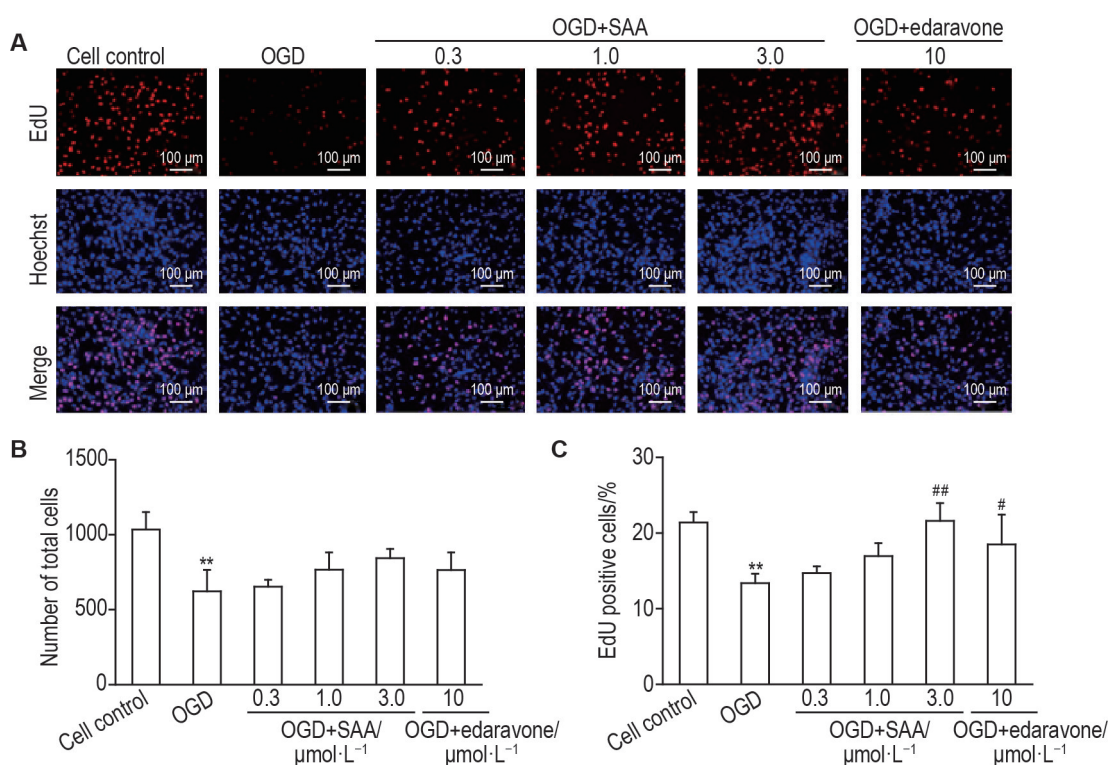 A
OGD+SAA
OGD+edaravone
Cell control OGD 0.3 1.0 3.0 10
EdU
100 µm 100 µm 100 µm 100 µm 100 µm 100 µm
Hoechst
100 µm 100 µm 100 µm 100 µm 100 µm 100 µm
Merge
100 µm 100 µm 100 µm 100 µm 100 µm 100 µm
B
Number of total cells
1500
1000
500
0
**
Cell control OGD 0.3 1.0 3.0 10
OGD+SAA/ OGD+edaravone/
µmol·L⁻¹ µmol·L⁻¹
C
EdU positive cells/%
30
20
10
0
** ## #
Cell control OGD 0.3 1.0 3.0 10
OGD+SAA/ OGD+edaravone/
µmol·L⁻¹ µmol·L⁻¹